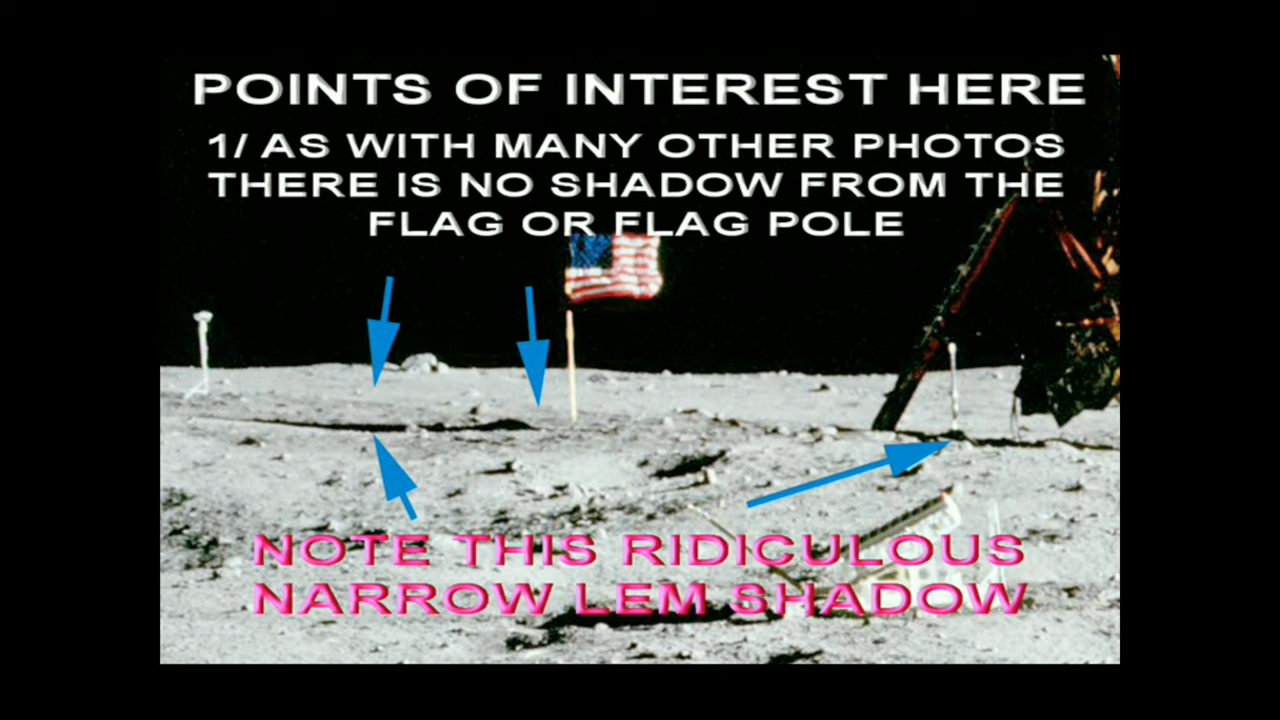 POINTS OF INTEREST HERE
1/ AS WITH MANY OTHER PHOTOS
THERE IS NO SHADOW FROM THE
FLAG OR FLAG POLE
NOTE THIS RIDICULOUS
NARROW LEM SHADOW